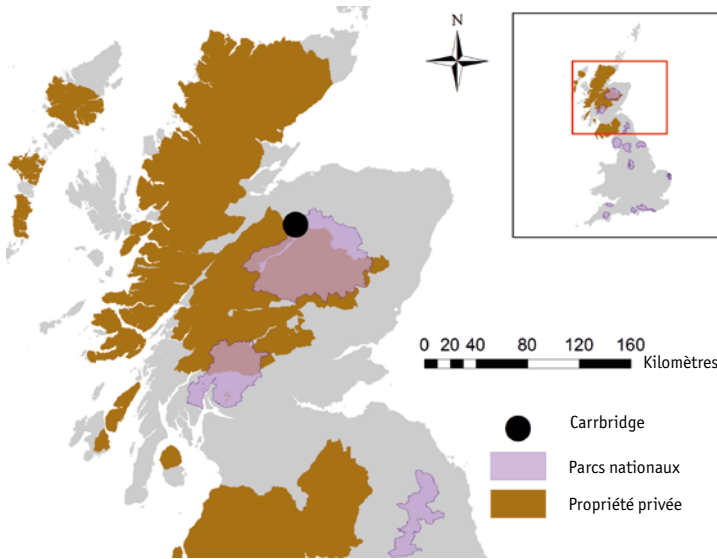 N
0 20 40 80 120 160
Kilomètres
Carrbridge
Parcs nationaux
Propriété privée